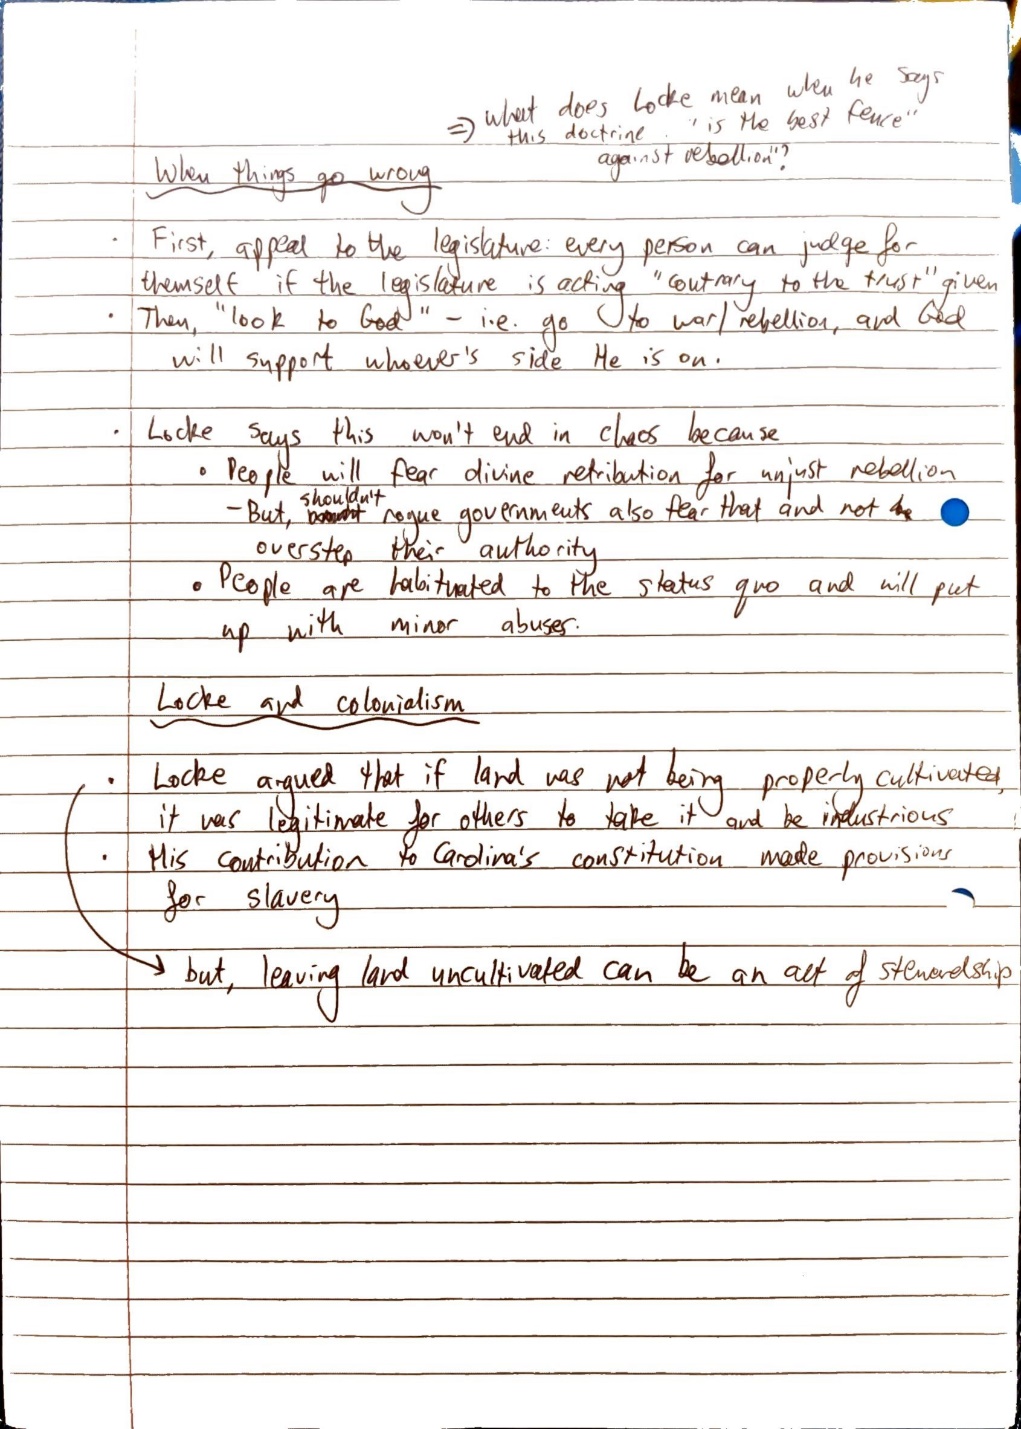 ⇒ what does Locke mean when he says
this doctrine "is the best fence"
against rebellion"?
When things go wrong
· First, appeal to the legislature: every person can judge for
themself if the legislature is acting "contrary to the trust" given
· Then, "look to God" – i.e. go to war/rebellion, and God
will support whoever's side He is on.
· Locke says this won't end in chaos because
• People will fear divine retribution for unjust rebellion
shouldn't
– But, rogue governments also fear that and not
overstep their authority
• People are habituated to the status quo and will put
up with minor abuses.
Locke and colonialism
· Locke argued that if land was not being properly cultivated,
it was legitimate for others to take it and be industrious
· His contribution to Carolina's constitution made provisions
for slavery
→ but, leaving land uncultivated can be an act of stewardship